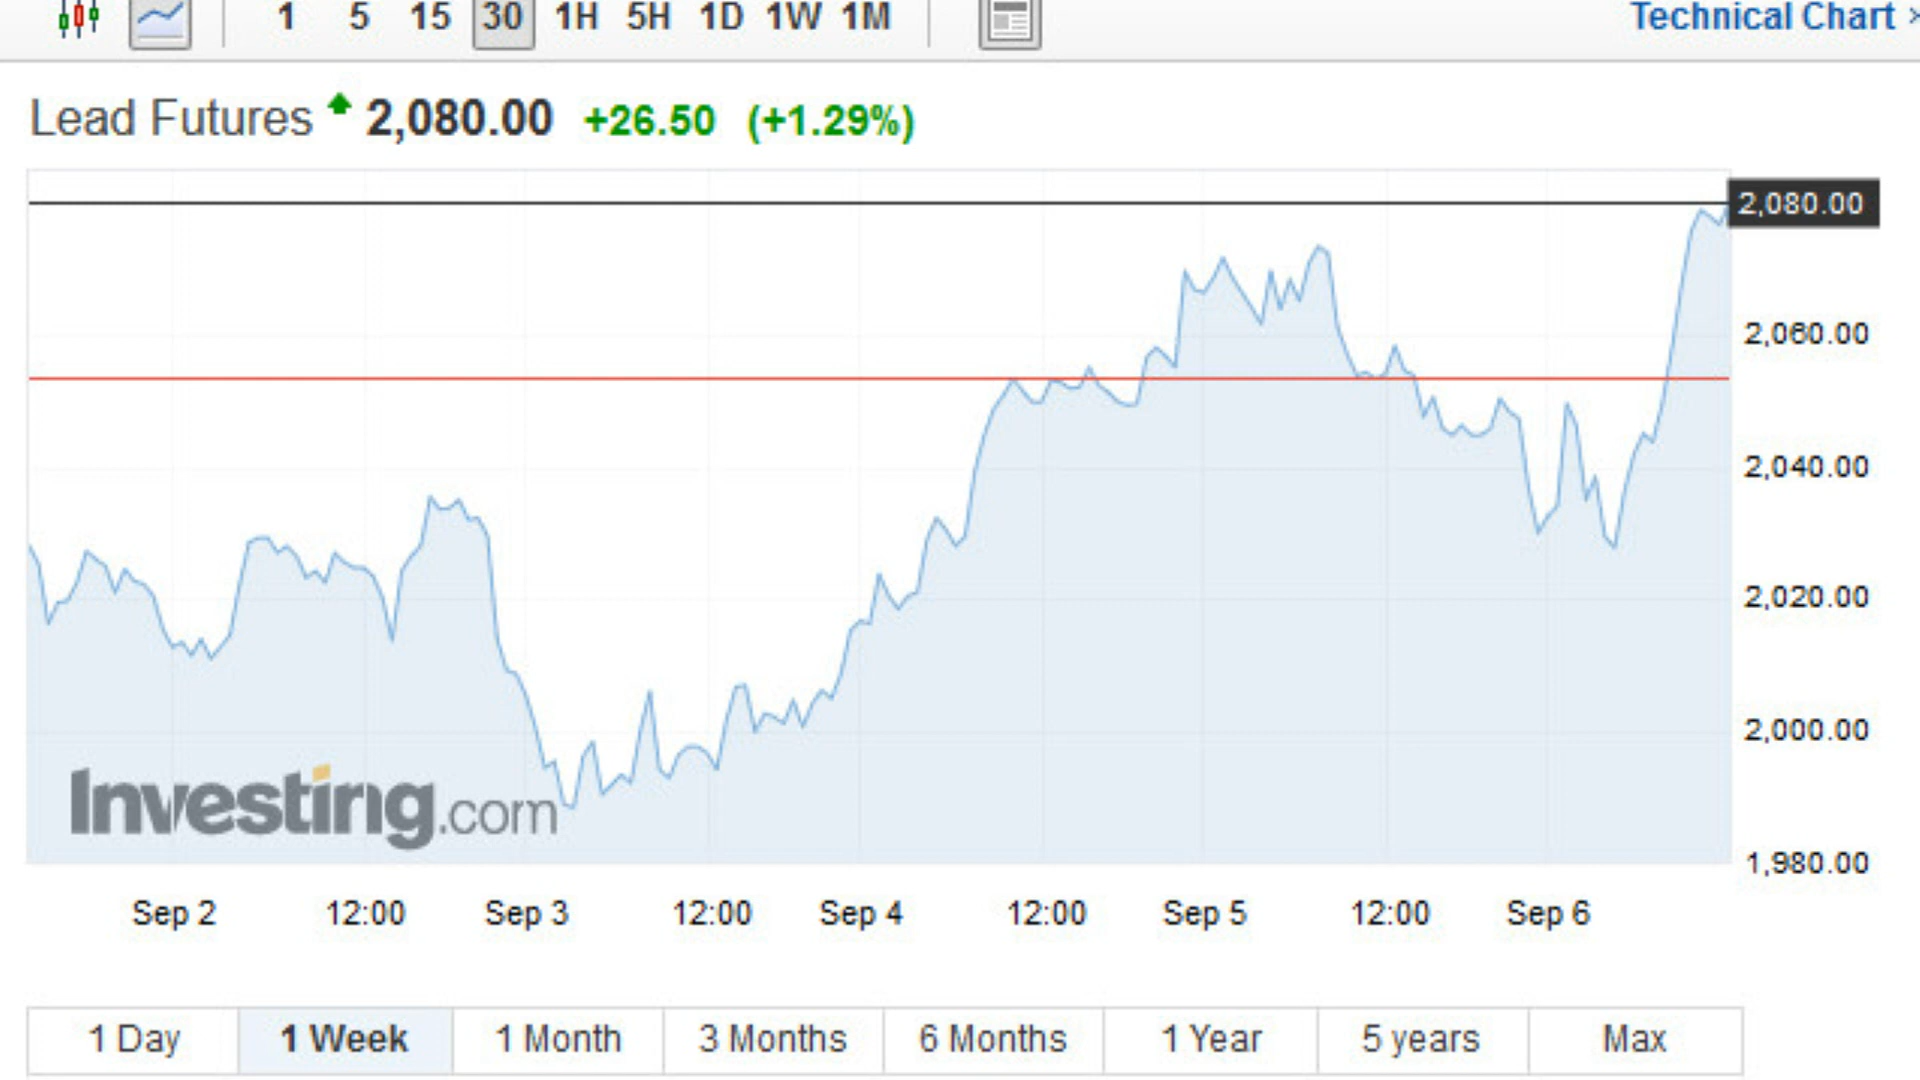 1 5 15 30 1H 5H 1D 1W 1M Technical Chart
Lead Futures 2,080.00 +26.50 (+1.29%)
2,080.00
2,060.00
2,040.00
2,020.00
2,000.00
Investing.com
1,980.00
Sep 2 12:00 Sep 3 12:00 Sep 4 12:00 Sep 5 12:00 Sep 6
1 Day 1 Week 1 Month 3 Months 6 Months 1 Year 5 years Max